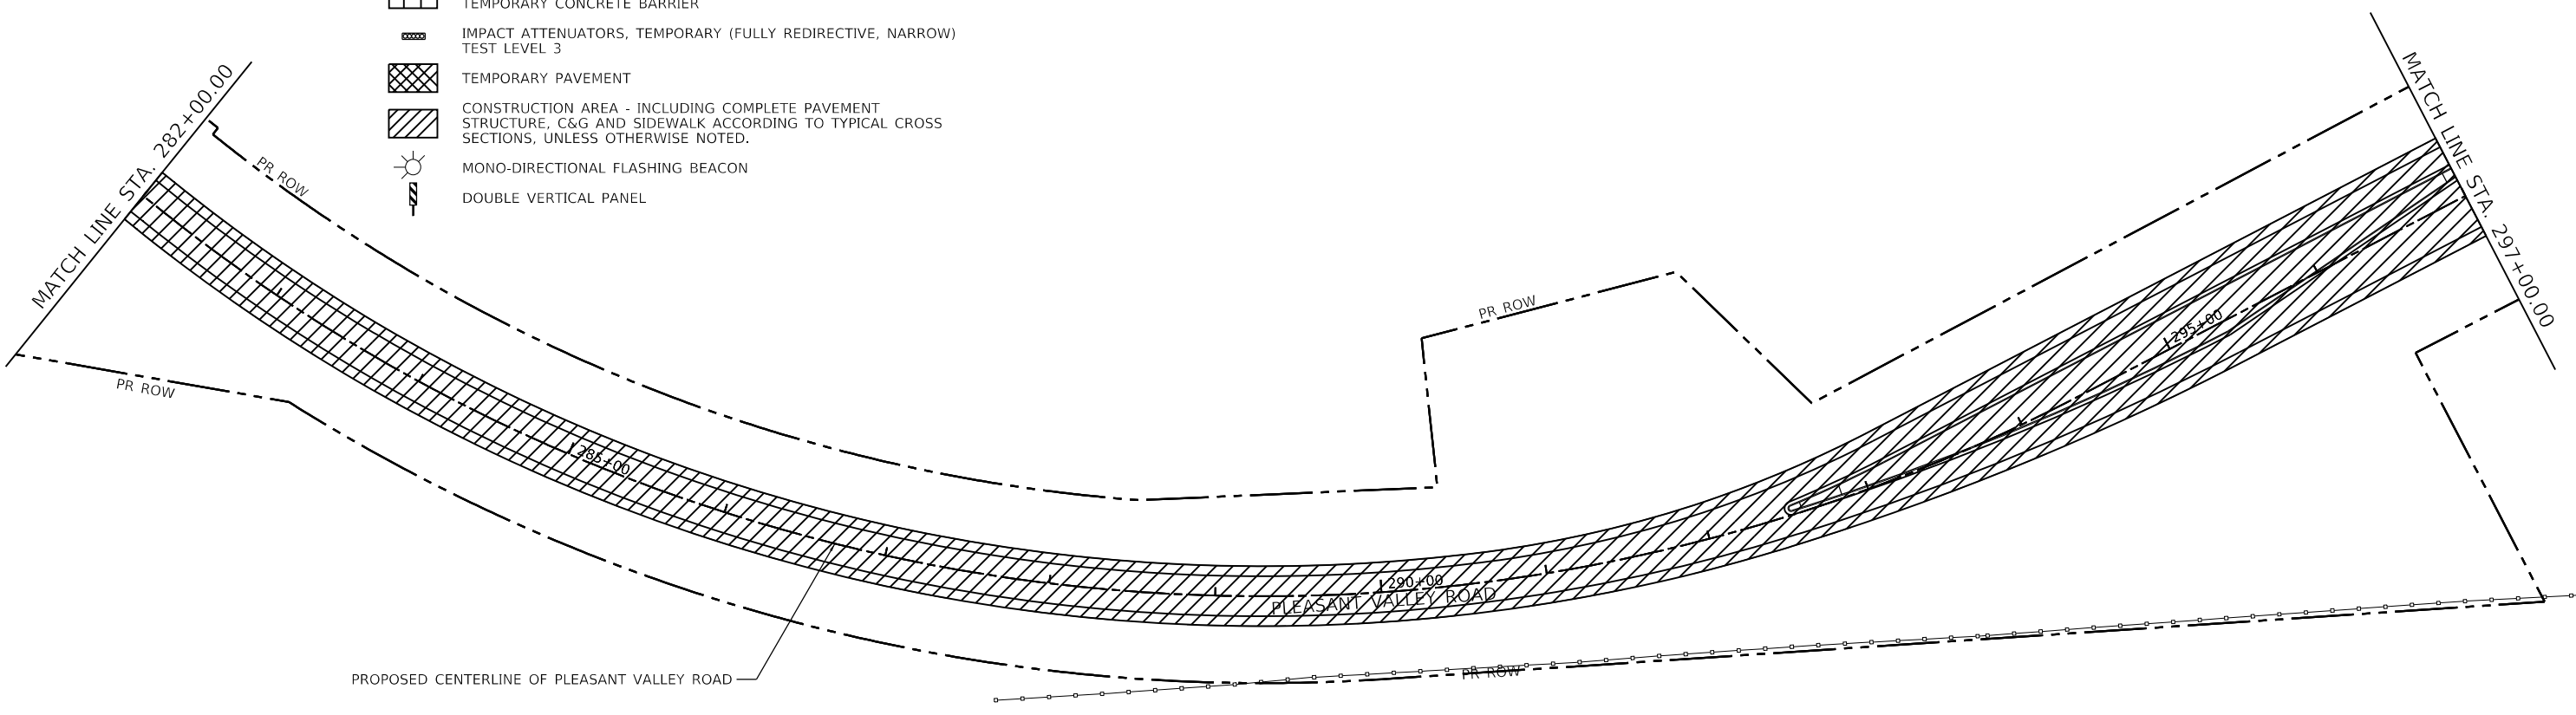 TEMPORARY CONCRETE BARRIER
IMPACT ATTENUATORS, TEMPORARY (FULLY REDIRECTIVE, NARROW)
TEST LEVEL 3
TEMPORARY PAVEMENT
CONSTRUCTION AREA - INCLUDING COMPLETE PAVEMENT
STRUCTURE, C&G AND SIDEWALK ACCORDING TO TYPICAL CROSS
SECTIONS, UNLESS OTHERWISE NOTED.
MONO-DIRECTIONAL FLASHING BEACON
DOUBLE VERTICAL PANEL
MATCH LINE STA. 282+00.00
PR ROW
PR ROW
285+00
PROPOSED CENTERLINE OF PLEASANT VALLEY ROAD
290+00
PLEASANT VALLEY ROAD
PR ROW
PR ROW
295+00
MATCH LINE STA. 297+00.00